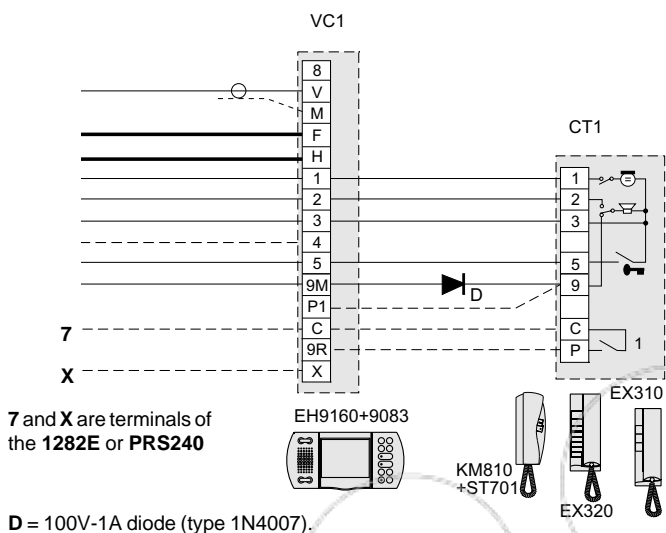 VC1
8
V
M
F
H
1
2
3
4
5
9M
P1
C
9R
X
CT1
1
2
3
5
9
C
P
1
D
7
X
7 and X are terminals of
the 1282E or PRS240
EH9160+9083
KM810
+ST701
EX320
EX310
D = 100V-1A diode (type 1N4007).